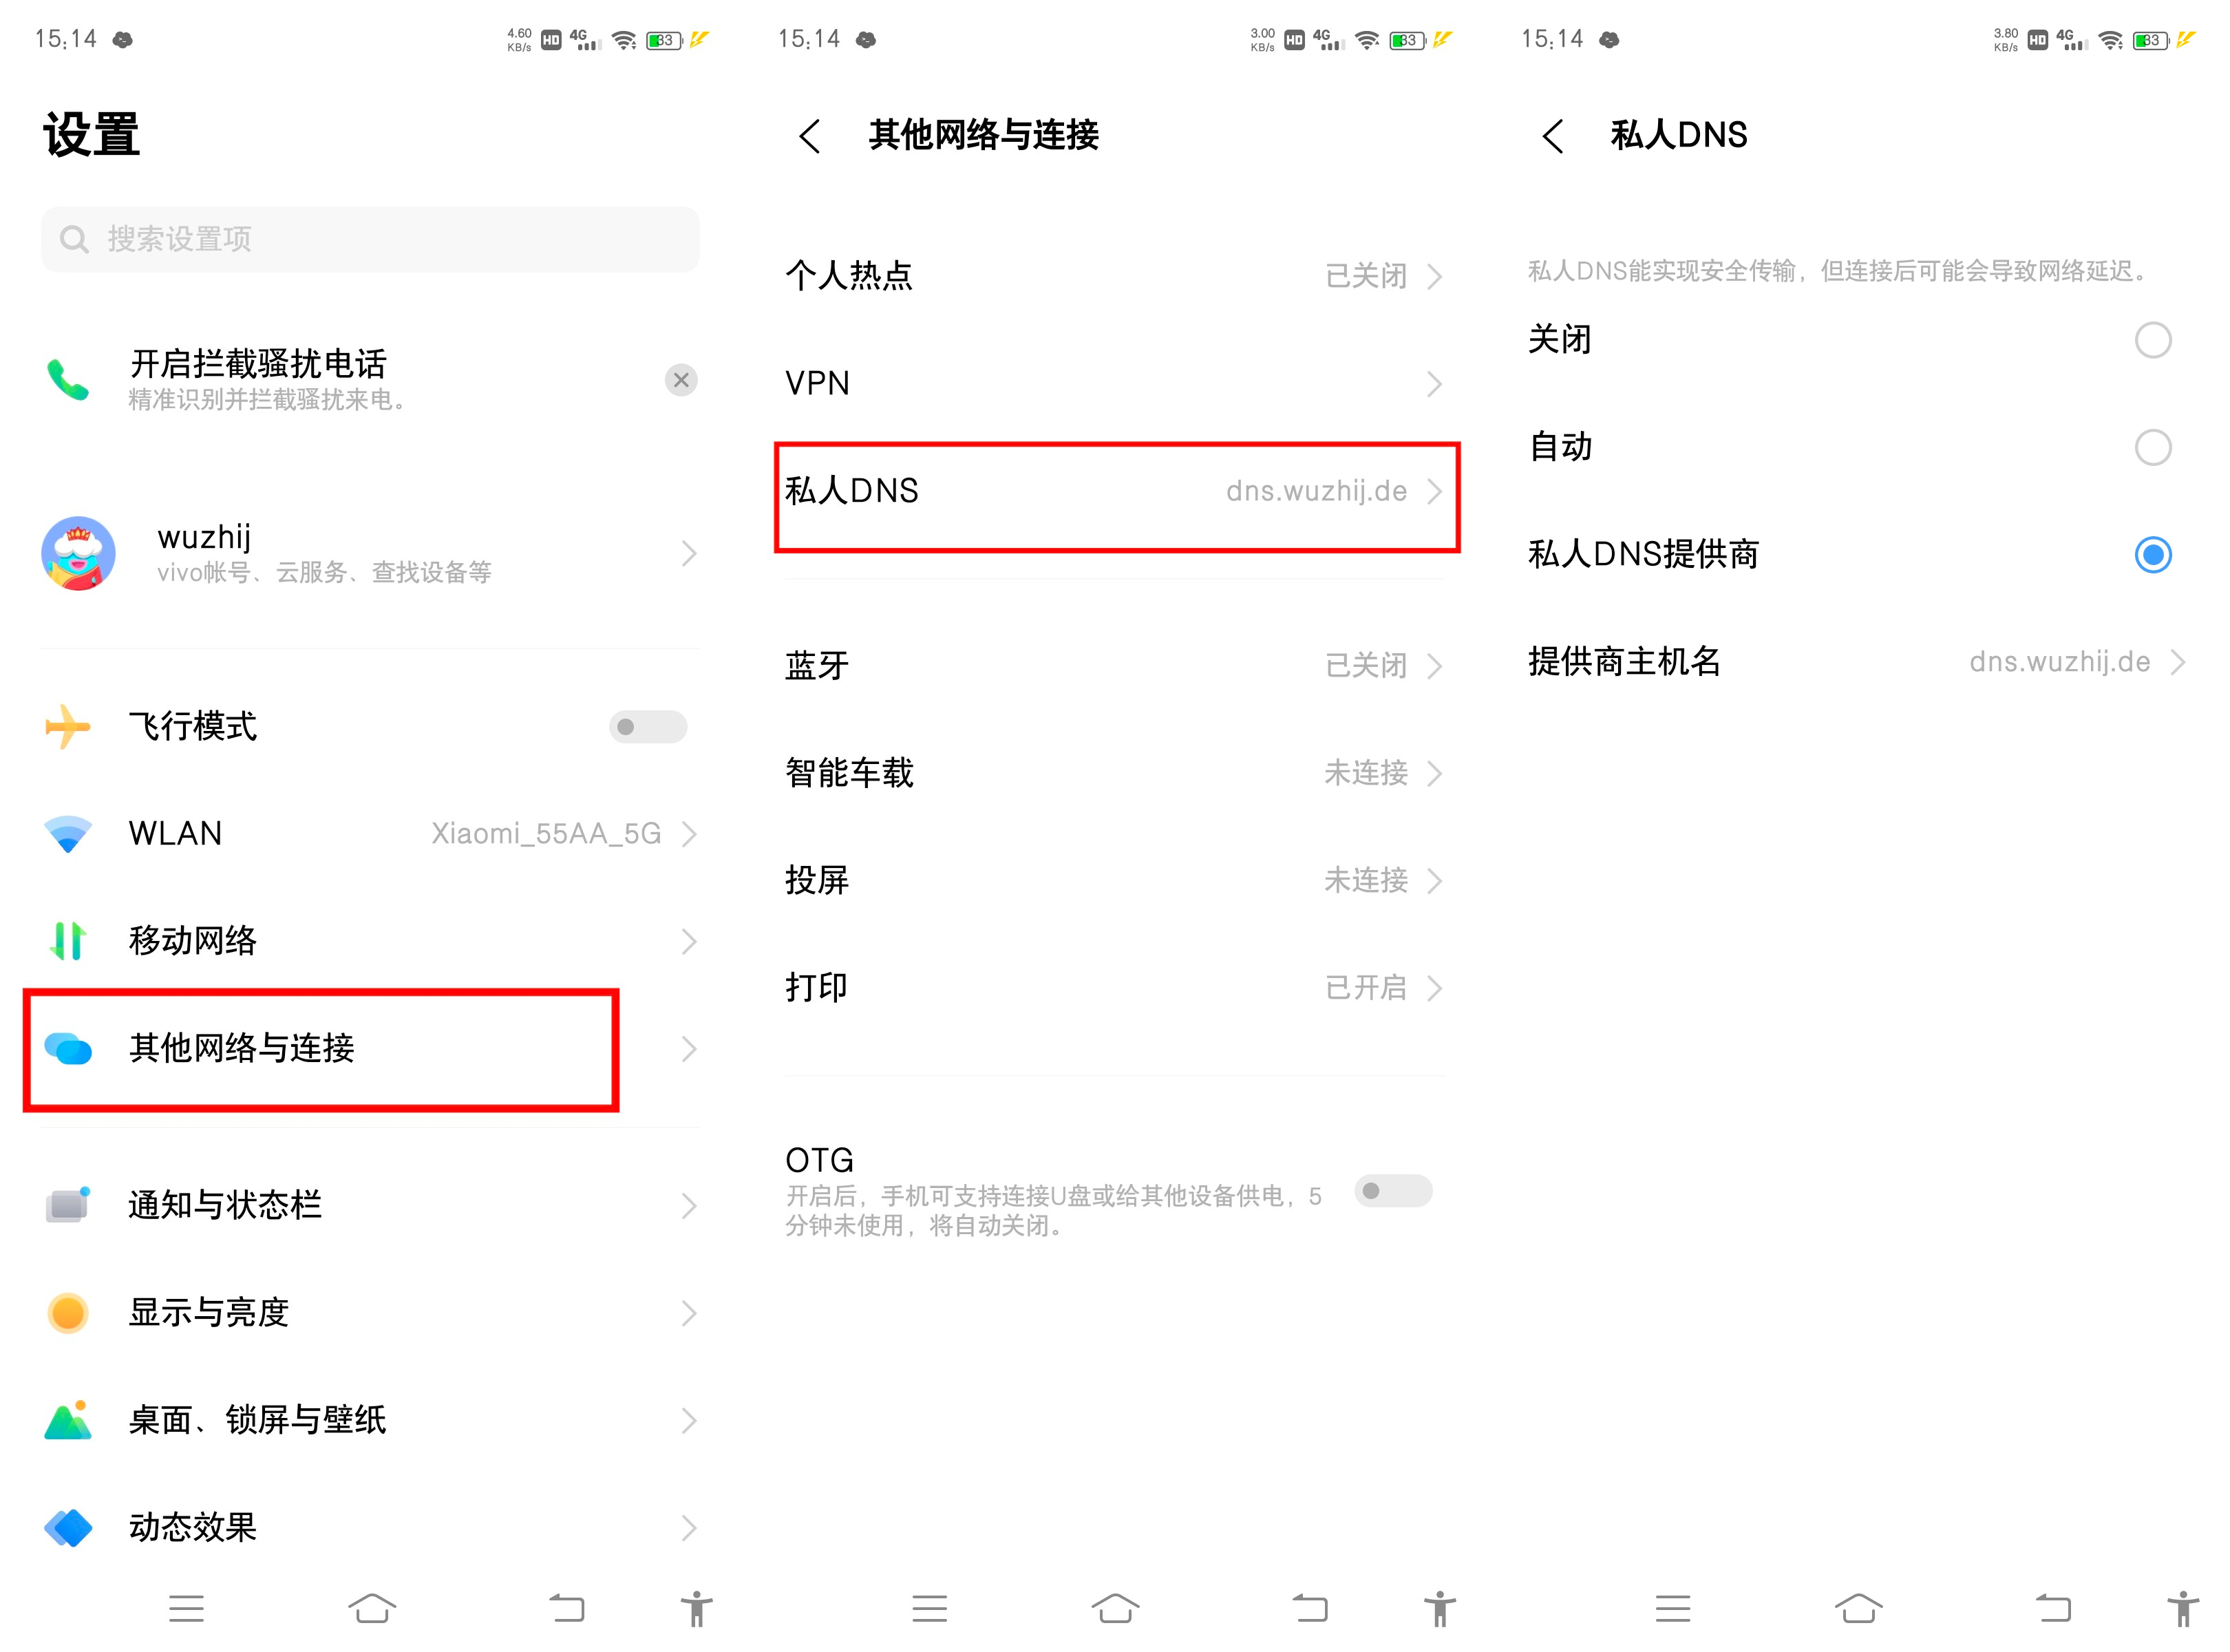 15:14
4.60 KB/s HD 4G 33
设置
搜索设置项
开启拦截骚扰电话
精准识别并拦截骚扰来电。
wuzhij
vivo帐号、云服务、查找设备等
飞行模式
WLAN Xiaomi_55AA_5G
移动网络
其他网络与连接
通知与状态栏
显示与亮度
桌面、锁屏与壁纸
动态效果
15:14
3.00 KB/s HD 4G 33
其他网络与连接
个人热点 已关闭
VPN
私人DNS dns.wuzhij.de
蓝牙 已关闭
智能车载 未连接
投屏 未连接
打印 已开启
OTG
开启后，手机可支持连接U盘或给其他设备供电，5
分钟未使用，将自动关闭。
15:14
3.80 KB/s HD 4G 33
私人DNS
私人DNS能实现安全传输，但连接后可能会导致网络延迟。
关闭
自动
私人DNS提供商
提供商主机名 dns.wuzhij.de